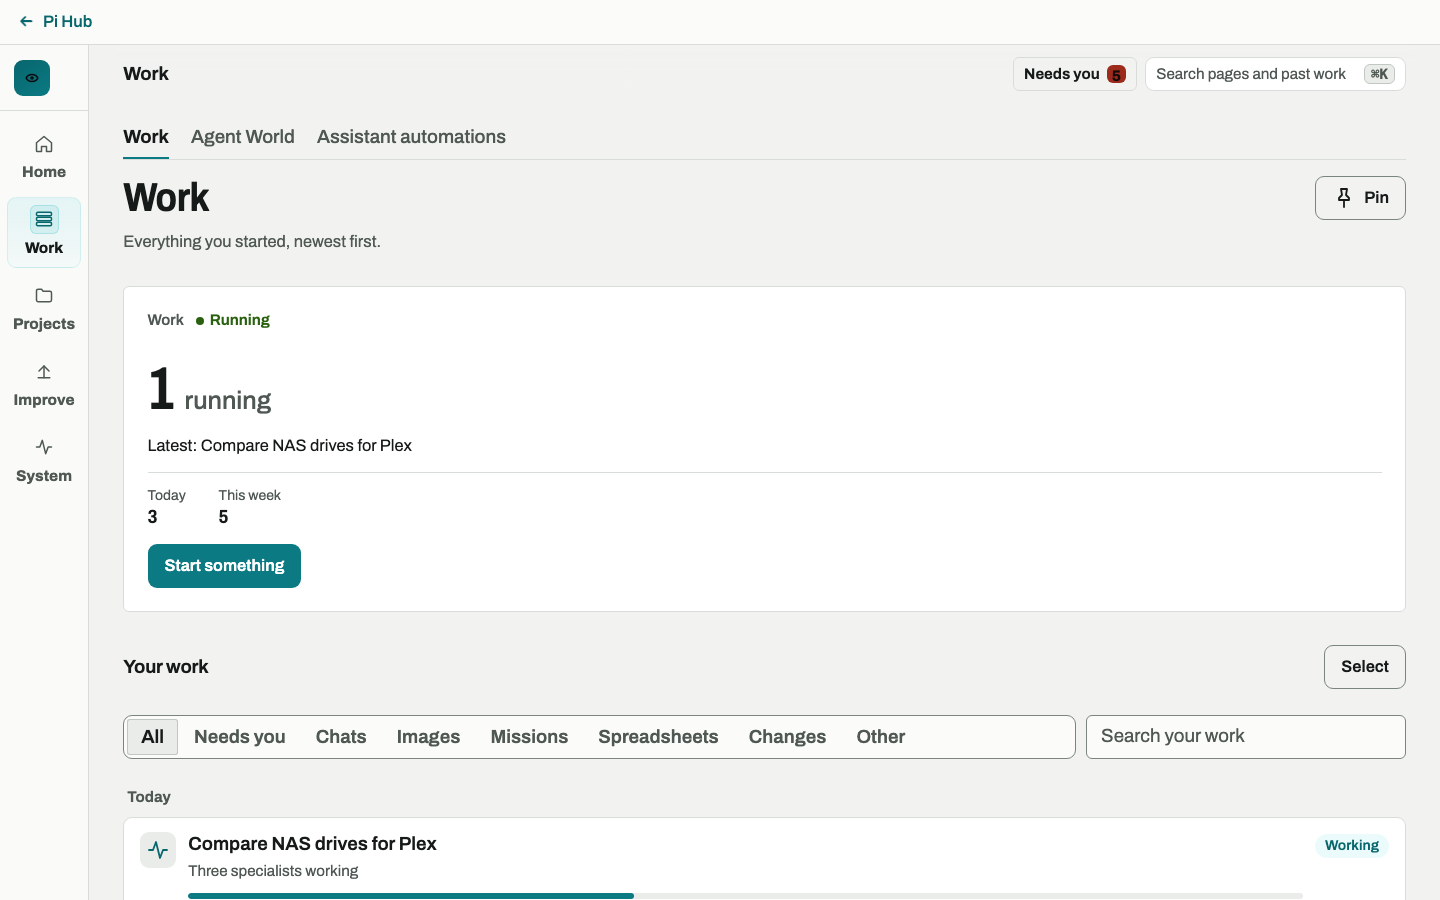 Pi Hub
Work
Needs you 5
Search pages and past work ⌘K
Home
Work
Projects
Improve
System
Work Agent World Assistant automations
Work
Pin
Everything you started, newest first.
Work Running
1 running
Latest: Compare NAS drives for Plex
Today This week
3 5
Start something
Your work
Select
All Needs you Chats Images Missions Spreadsheets Changes Other
Search your work
Today
Compare NAS drives for Plex
Working
Three specialists working